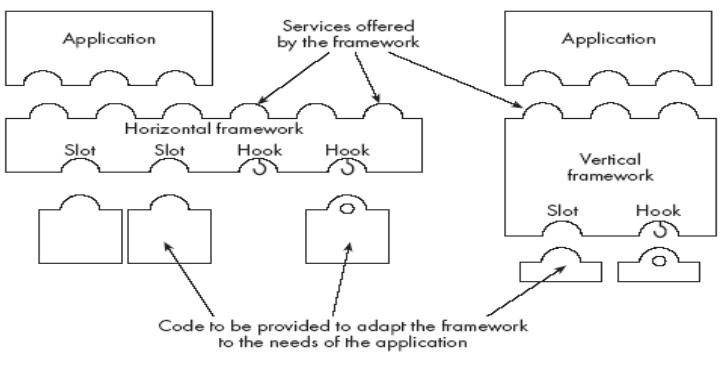 Application
Services offered
by the framework
Application
Horizontal framework
Slot
Slot
Hook
Hook
Vertical
framework
Slot
Hook
Code to be provided to adapt the framework
to the needs of the application